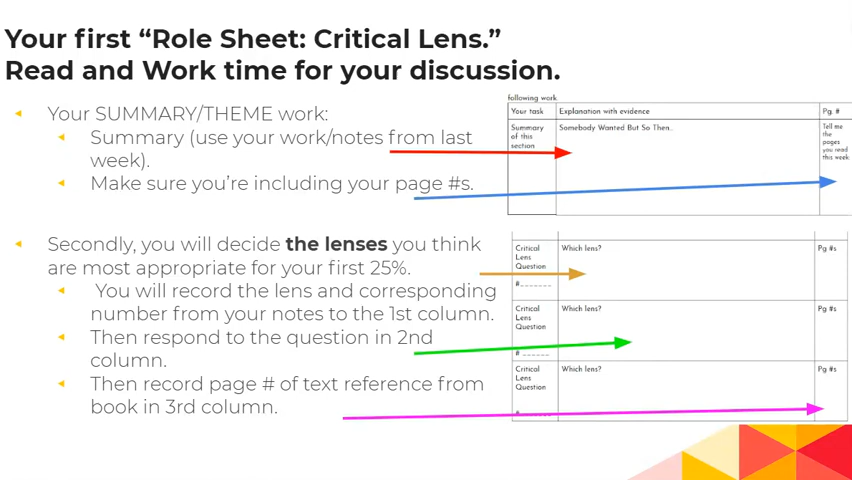 Your first “Role Sheet: Critical Lens.”
Read and Work time for your discussion.
Your SUMMARY/THEME work:
Summary (use your work/notes from last
week).
Make sure you’re including your page #s.
Secondly, you will decide the lenses you think
are most appropriate for your first 25%.
You will record the lens and corresponding
number from your notes to the 1st column.
Then respond to the question in 2nd
column.
Then record page # of text reference from
book in 3rd column.
following work:
Your task Explanation with evidence Pg. #
Summary
of this
section
Somebody Wanted But So Then...
Tell me
the
pages
you read
this week:
Critical
Lens
Question
#_______
Which lens?
Pg #s
Critical
Lens
Question
# ______
Which lens?
Pg #s
Critical
Lens
Question
#______
Which lens?
Pg #s